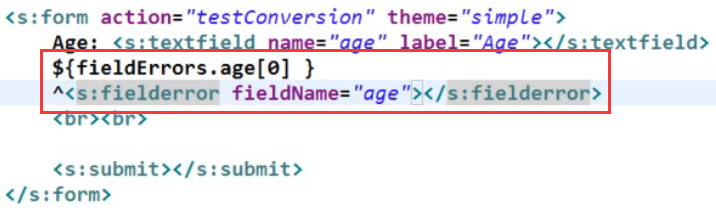 <s:form action="testConversion" theme="simple">
Age: <s:textfield name="age" label="Age"></s:textfield>
${fieldErrors.age[0] }
^<s:fielderror fieldName="age"></s:fielderror>
<br><br>
<s:submit></s:submit>
</s:form>